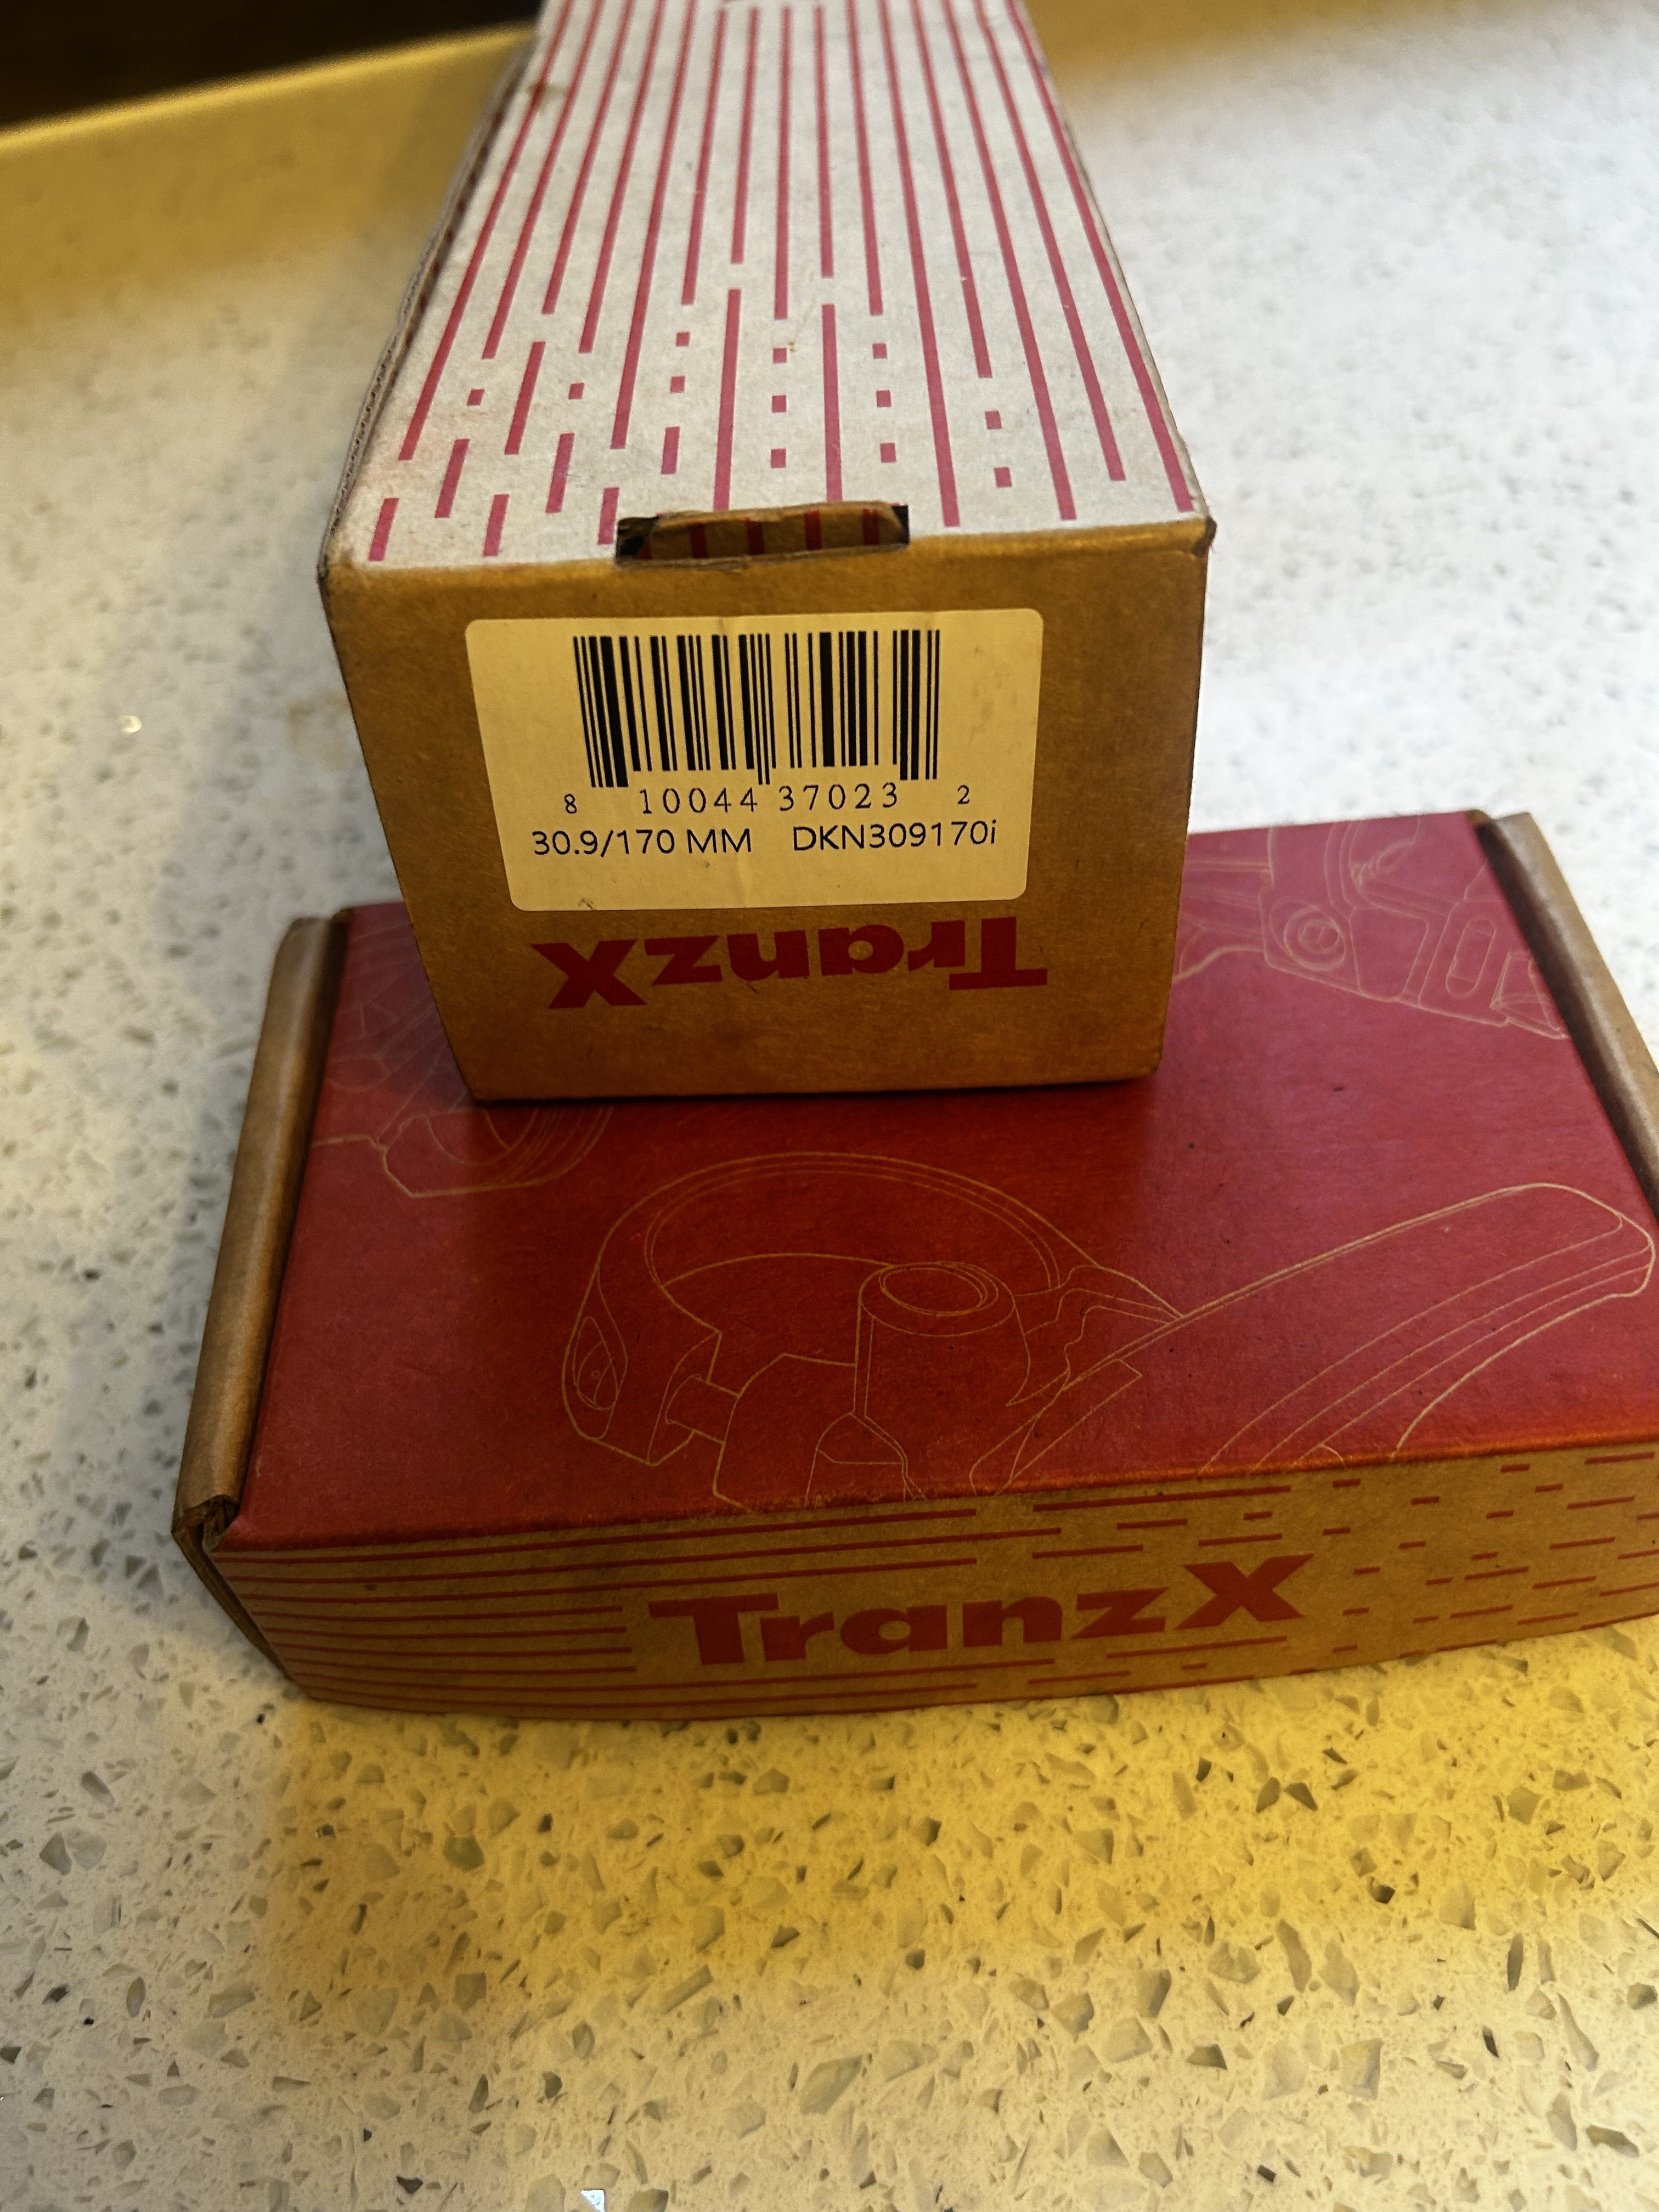 8 10044 37023 2
30.9/170 MM DKN309170i
TranzX
TranzX